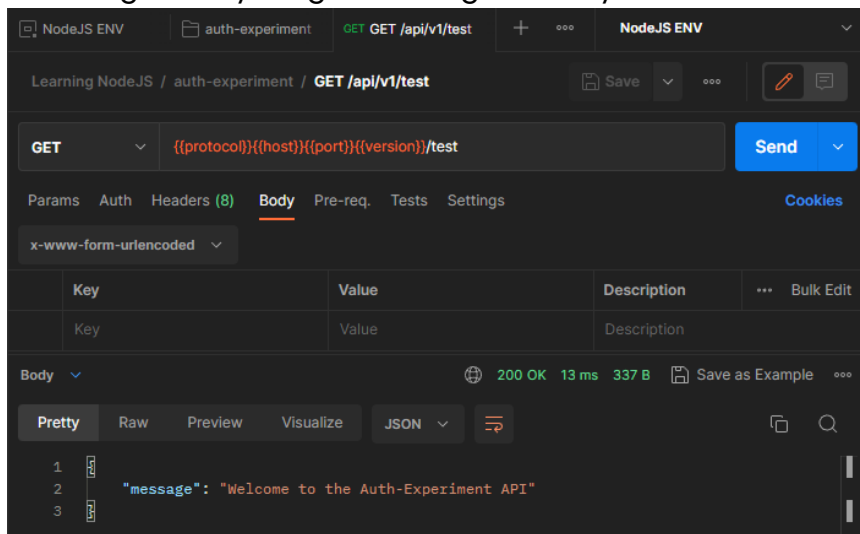 NodeJS ENV auth-experiment GET GET /api/v1/test + ooo NodeJS ENV
Learning NodeJS / auth-experiment / GET /api/v1/test Save ooo
GET {{protocol}}{{host}}{{port}}{{version}}/test Send
Params Auth Headers (8) Body Pre-req. Tests Settings Cookies
x-www-form-urlencoded
Key Value Description ••• Bulk Edit
Key Value Description
Body 200 OK 13 ms 337 B Save as Example ooo
Pretty Raw Preview Visualize JSON
1 {
2 "message": "Welcome to the Auth-Experiment API"
3 }